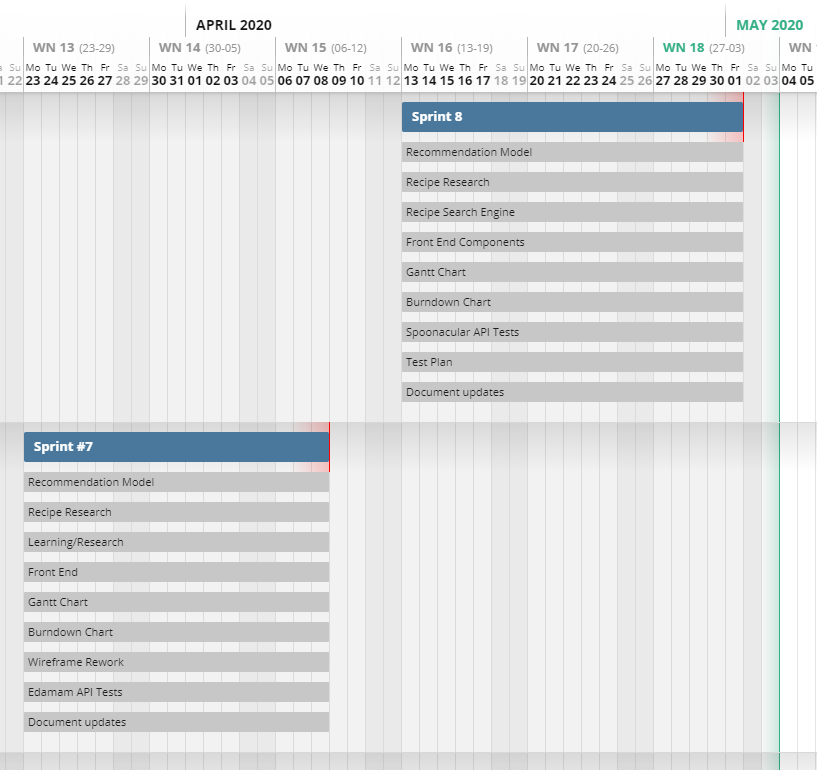 APRIL 2020 MAY 2020
WN 13 (23-29) WN 14 (30-05) WN 15 (06-12) WN 16 (13-19) WN 17 (20-26) WN 18 (27-03) WN
Su Mo Tu We Th Fr Sa Su Mo Tu We Th Fr Sa Su Mo Tu We Th Fr Sa Su Mo Tu We Th Fr Sa Su Mo Tu We Th Fr Sa Su Mo Tu We Th Fr Sa Su Mo Tu
22 23 24 25 26 27 28 29 30 31 01 02 03 04 05 06 07 08 09 10 11 12 13 14 15 16 17 18 19 20 21 22 23 24 25 26 27 28 29 30 01 02 03 04 05
Sprint 8
Recommendation Model
Recipe Research
Recipe Search Engine
Front End Components
Gantt Chart
Burndown Chart
Spoonacular API Tests
Test Plan
Document updates
Sprint #7
Recommendation Model
Recipe Research
Learning/Research
Front End
Gantt Chart
Burndown Chart
Wireframe Rework
Edamam API Tests
Document updates